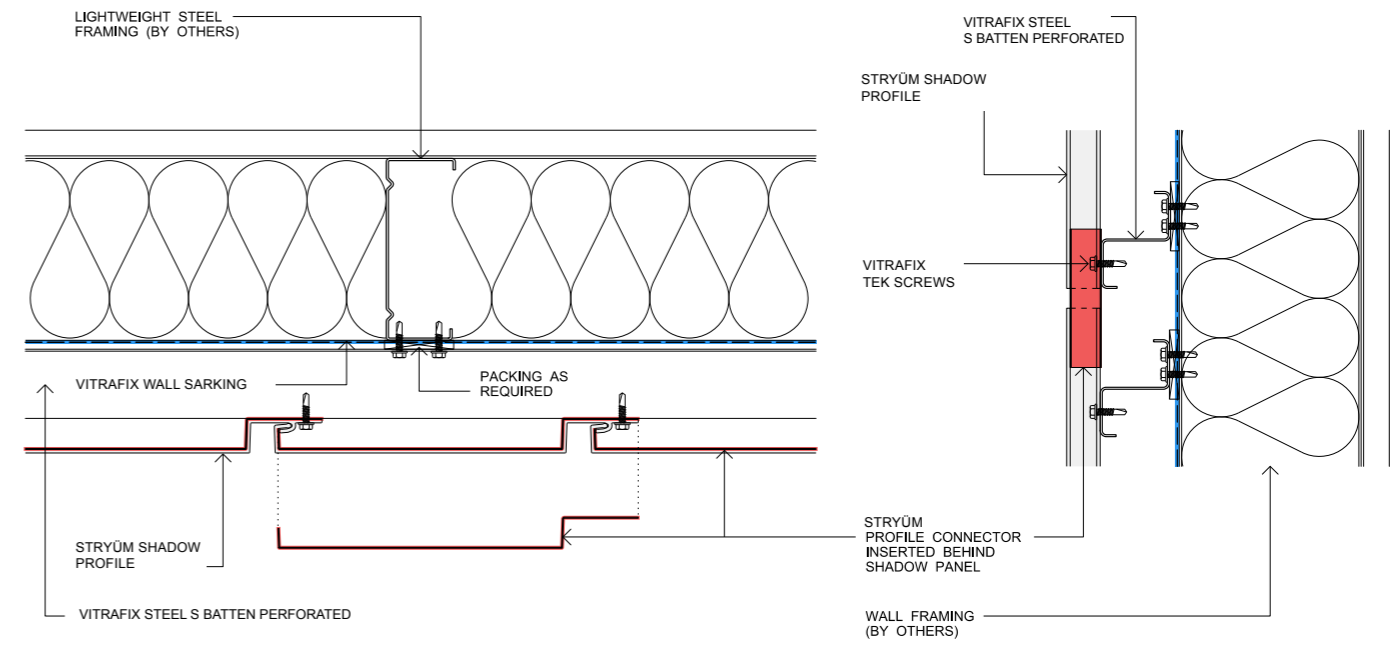 LIGHTWEIGHT STEEL
FRAMING (BY OTHERS)
VITRAFIX STEEL
S BATTEN PERFORATED
STRYÜM SHADOW
PROFILE
VITRAFIX
TEK SCREWS
VITRAFIX WALL SARKING
PACKING AS
REQUIRED
STRYÜM SHADOW
PROFILE
VITRAFIX STEEL S BATTEN PERFORATED
STRYÜM
PROFILE CONNECTOR
INSERTED BEHIND
SHADOW PANEL
WALL FRAMING
(BY OTHERS)